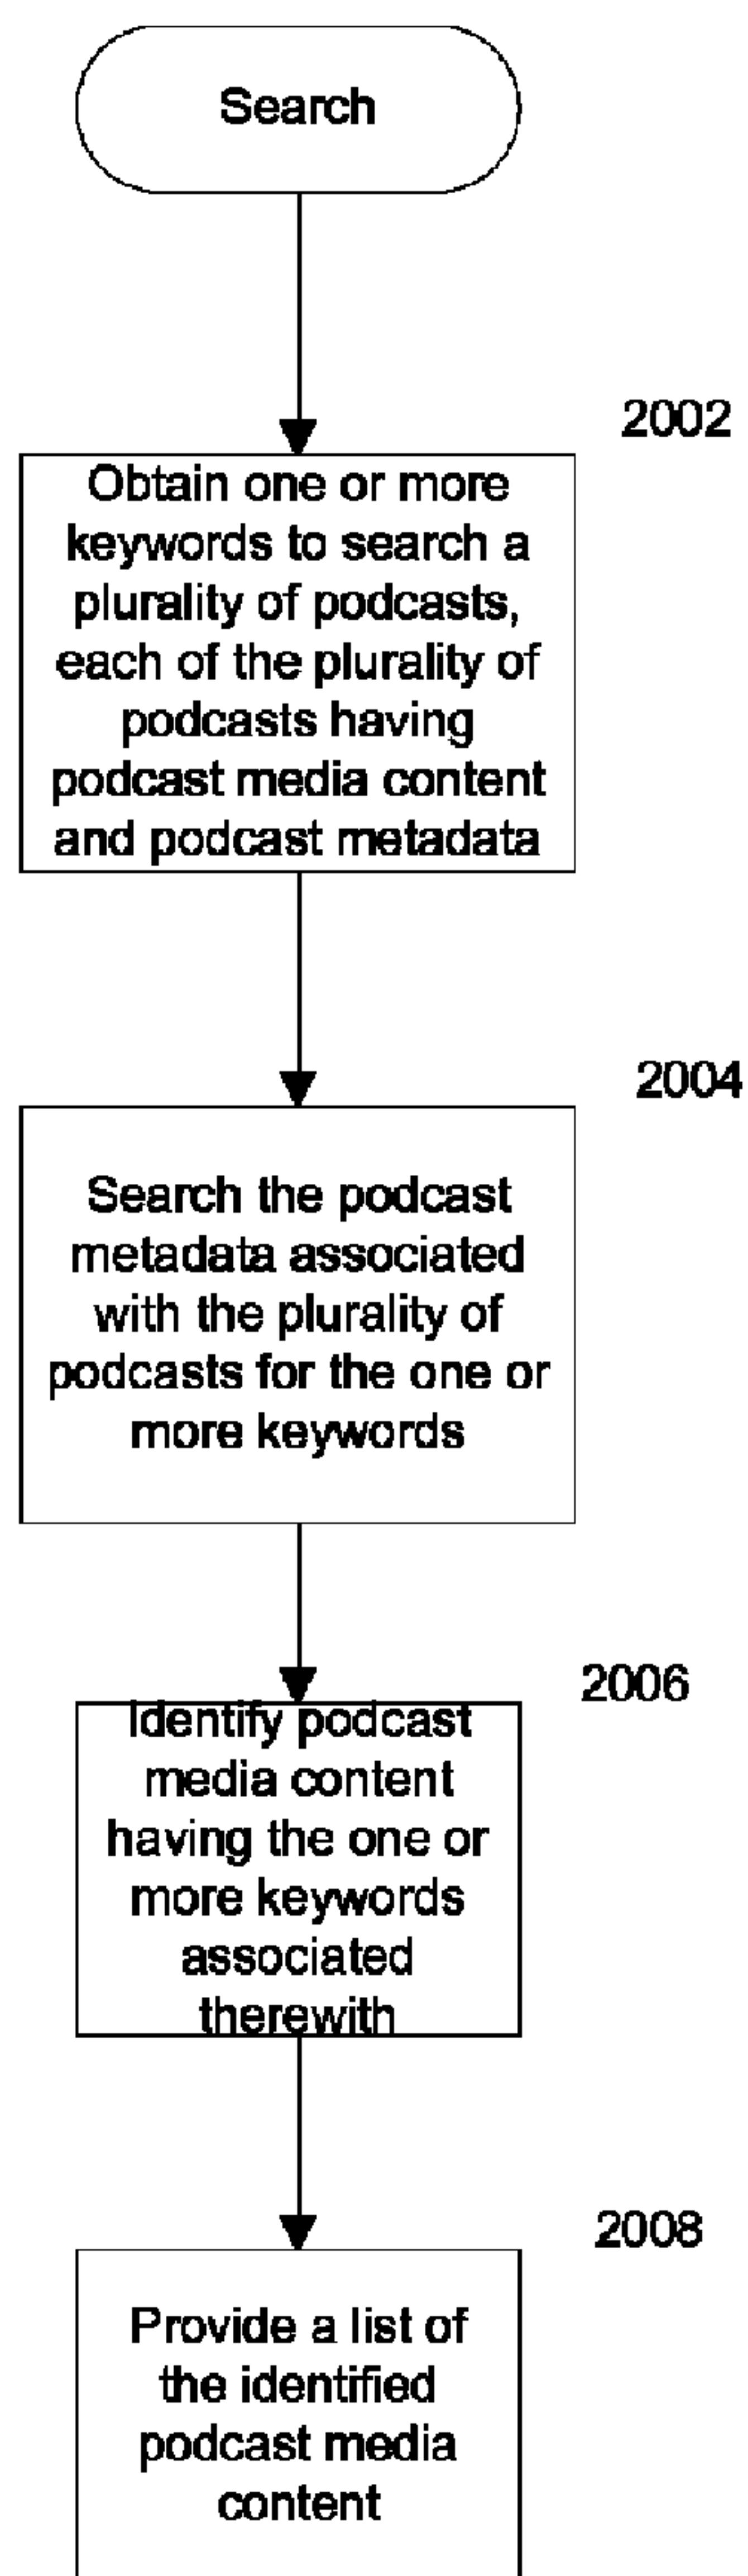 Search
2002
Obtain one or more
keywords to search a
plurality of podcasts,
each of the plurality of
podcasts having
podcast media content
and podcast metadata
2004
Search the podcast
metadata associated
with the plurality of
podcasts for the one or
more keywords
2006
Identify podcast
media content
having the one or
more keywords
associated
therewith
2008
Provide a list of
the identified
podcast media
content